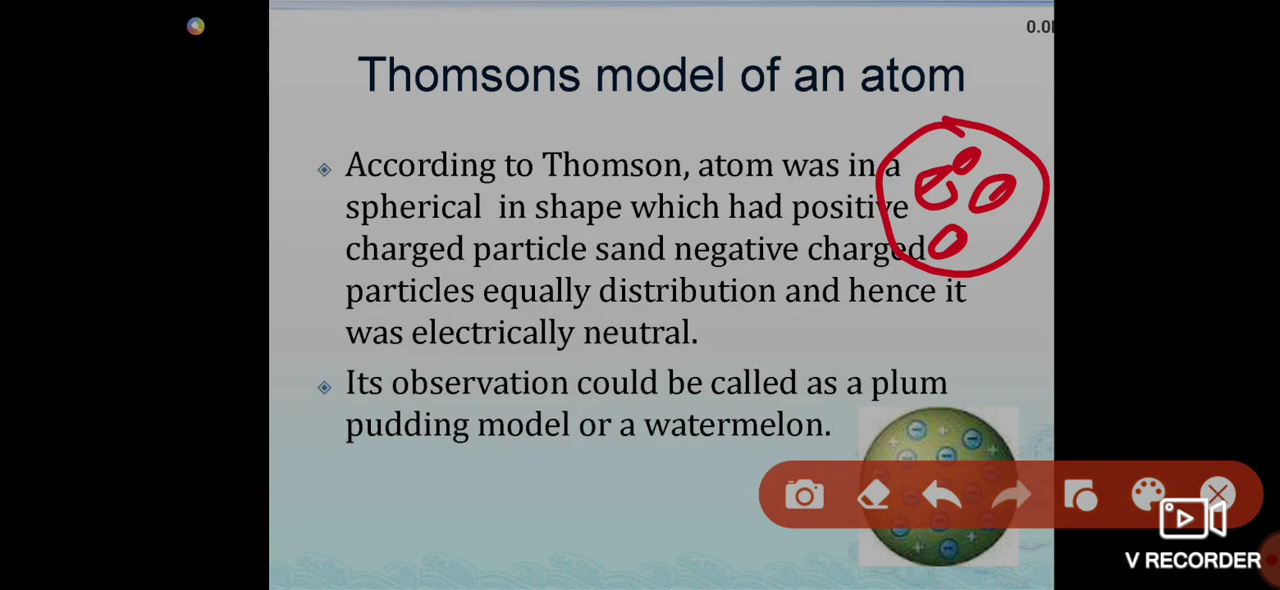 0.0
Thomsons model of an atom
According to Thomson, atom was in a
spherical in shape which had positive
charged particle sand negative charged
particles equally distribution and hence it
was electrically neutral.
Its observation could be called as a plum
pudding model or a watermelon.
V RECORDER